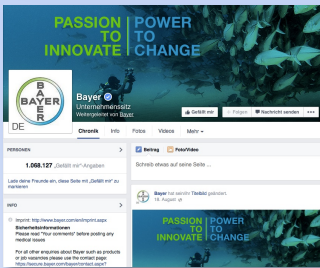 PASSION POWER
TO TO
INNOVATE CHANGE
BAYER
BAYER
DE
Bayer
Unternehmenssitz
Weitergeleitet von Bayer
Gefällt mir
Folgen
Nachricht senden
Chronik Info Fotos Videos Mehr
PERSONEN
1.068.127 „Gefällt mir“-Angaben
Lade deine Freunde ein, diese Seite mit „Gefällt mir“ zu
markieren
INFO
Imprint: http://www.bayer.com/en/imprint.aspx
Sicherheitsinformationen
Please read "Your comments" before posting any
medical issues
For all other enquiries about Bayer such as products
or job vacancies please use the contact page
https://secure.bayer.com/bayer/contact.aspx?
Beitrag Foto/Video
Schreib etwas auf seine Seite ...
Bayer hat sein/ihr Titelbild geändert.
18. August
PASSION POWER
TO TO
INNOVATE CHANGE